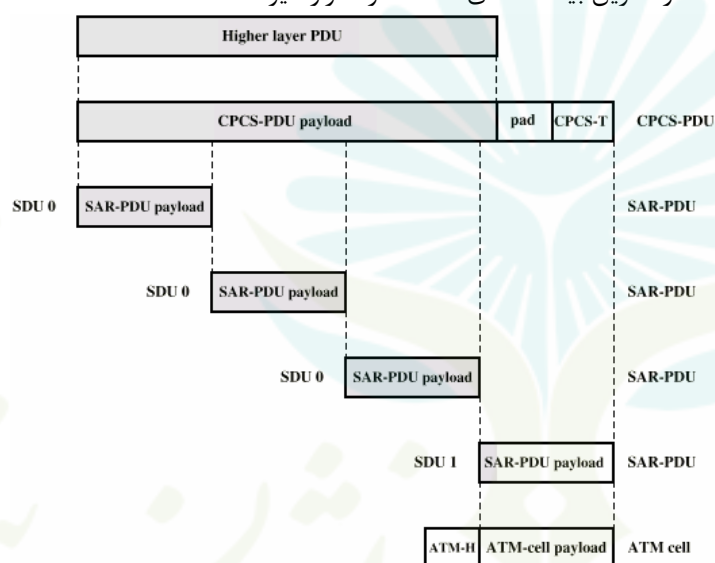 Higher layer PDU
CPCS-PDU payload pad CPCS-T CPCS-PDU
SDU 0 SAR-PDU payload SAR-PDU
SDU 0 SAR-PDU payload SAR-PDU
SDU 0 SAR-PDU payload SAR-PDU
SDU 1 SAR-PDU payload SAR-PDU
ATM-H ATM-cell payload ATM cell